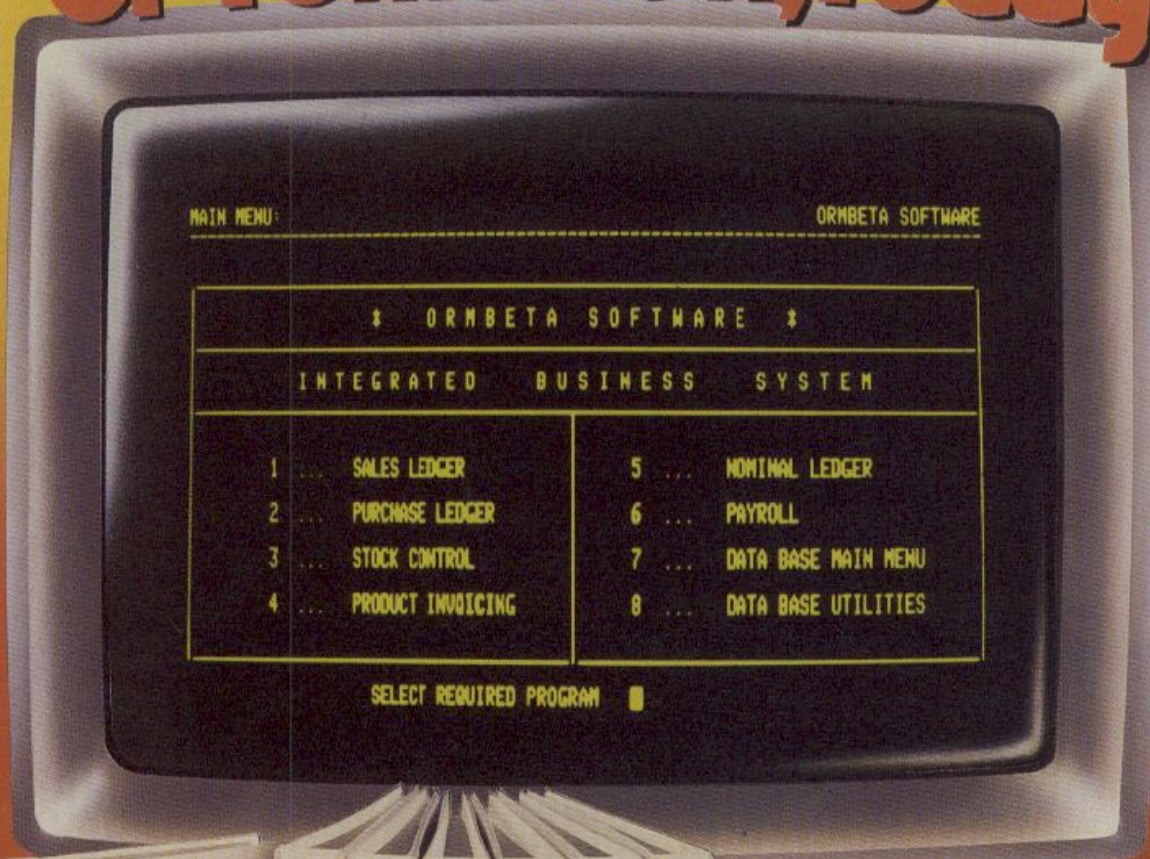 MAIN MENU: ORMBETA SOFTWARE
* ORMBETA SOFTWARE *
INTEGRATED BUSINESS SYSTEM
1 ... SALES LEDGER 5 ... NOMINAL LEDGER
2 ... PURCHASE LEDGER 6 ... PAYROLL
3 ... STOCK CONTROL 7 ... DATA BASE MAIN MENU
4 ... PRODUCT INVOICING 8 ... DATA BASE UTILITIES
SELECT REQUIRED PROGRAM